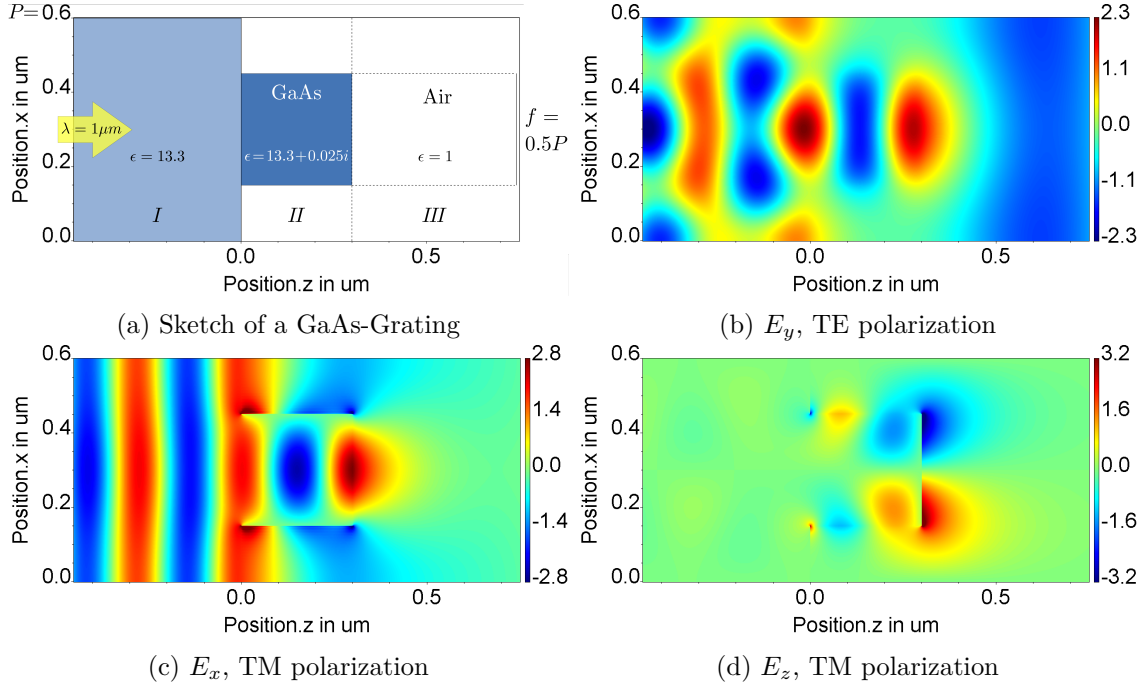 P=
0.6
0.4
0.2
0.0
Position.x in um
λ = 1μm
ϵ = 13.3
I
GaAs
ϵ=13.3+0.025i
II
Air
ϵ = 1
III
f =
0.5P
0.0
0.5
Position.z in um
(a) Sketch of a GaAs-Grating
0.6
0.4
0.2
0.0
Position.x in um
0.0
0.5
Position.z in um
2.3
1.1
0.0
-1.1
-2.3
(b) E_y, TE polarization
0.6
0.4
0.2
0.0
Position.x in um
0.0
0.5
Position.z in um
2.8
1.4
0.0
-1.4
-2.8
(c) E_x, TM polarization
0.6
0.4
0.2
0.0
Position.x in um
0.0
0.5
Position.z in um
3.2
1.6
0.0
-1.6
-3.2
(d) E_z, TM polarization